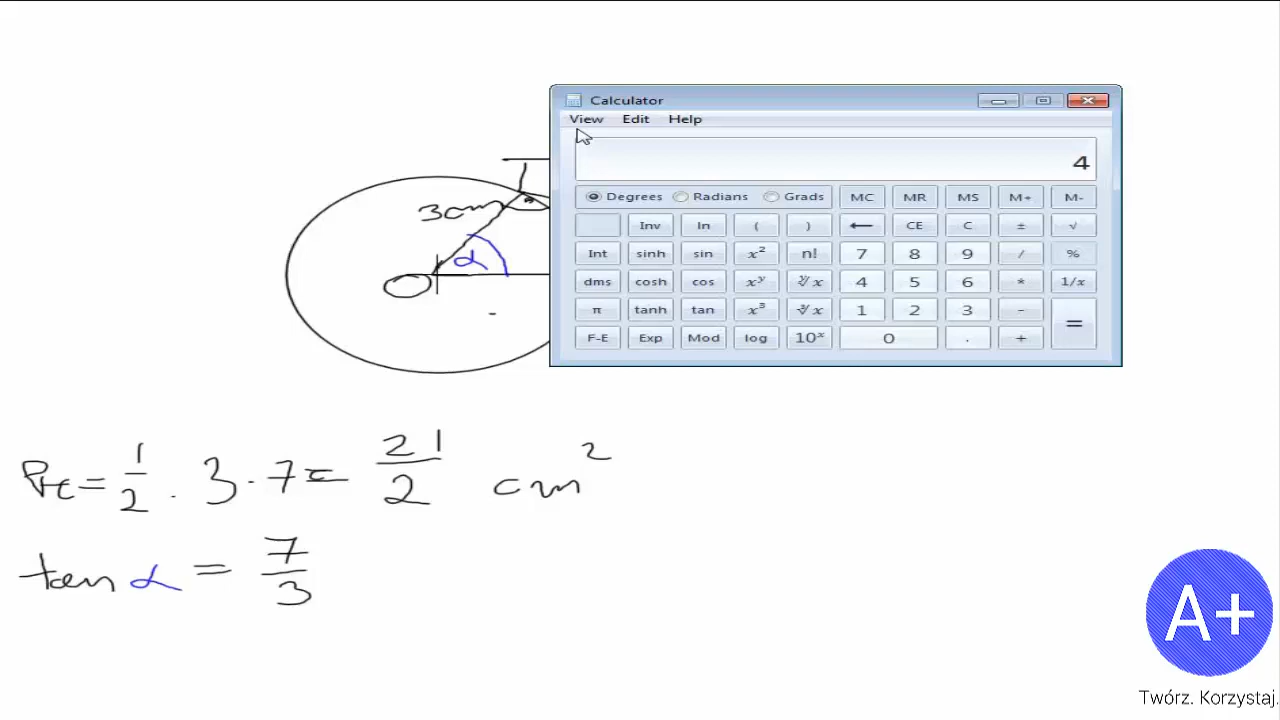 Calculator
View Edit Help
4
Degrees Radians Grads MC MR MS M+ M-
Inv ln ( ) ← CE C ± √
Int sinh sin x² n! 7 8 9 / %
dms cosh cos xʸ ʸ√x 4 5 6 * 1/x
π tanh tan x³ ³√x 1 2 3 - =
F-E Exp Mod log 10ˣ 0 . +
3cm
α
O
Pt = 1/2 · 3 · 7 = 21/2 cm²
tan α = 7/3
A+
Twórz. Korzystaj.